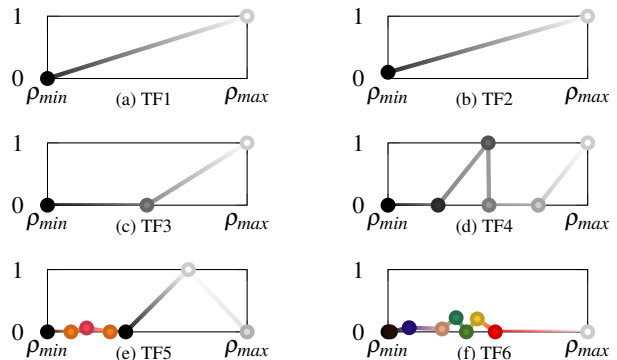 1 1
0 0
ρmin (a) TF1 ρmax ρmin (b) TF2 ρmax
1 1
0 0
ρmin (c) TF3 ρmax ρmin (d) TF4 ρmax
1 1
0 0
ρmin (e) TF5 ρmax ρmin (f) TF6 ρmax